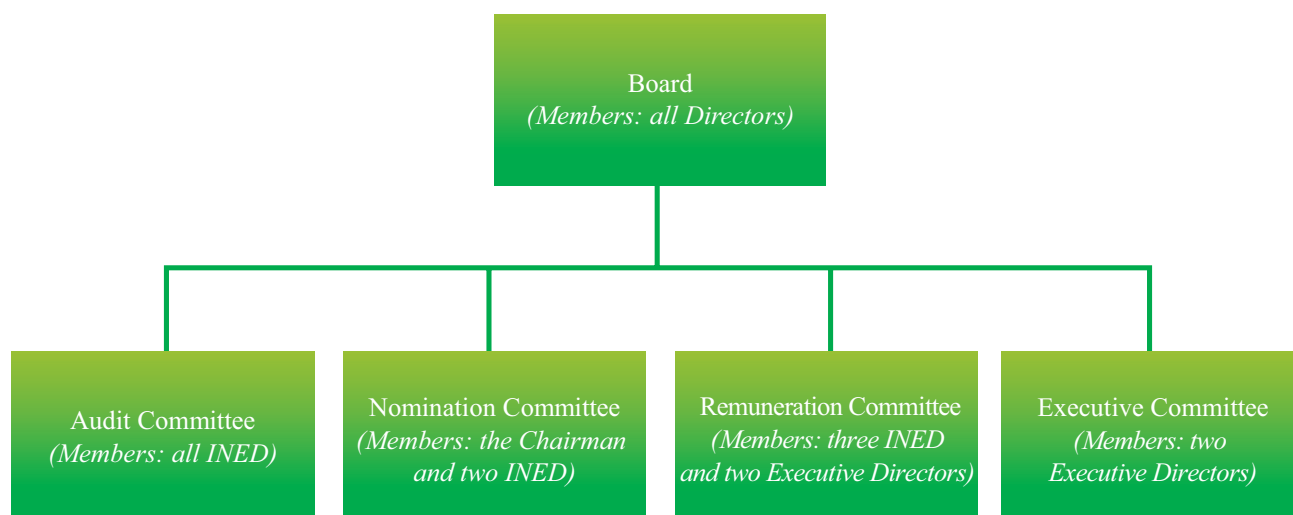 Board
(Members: all Directors)
Audit Committee
(Members: all INED)
Nomination Committee
(Members: the Chairman
and two INED)
Remuneration Committee
(Members: three INED
and two Executive Directors)
Executive Committee
(Members: two
Executive Directors)